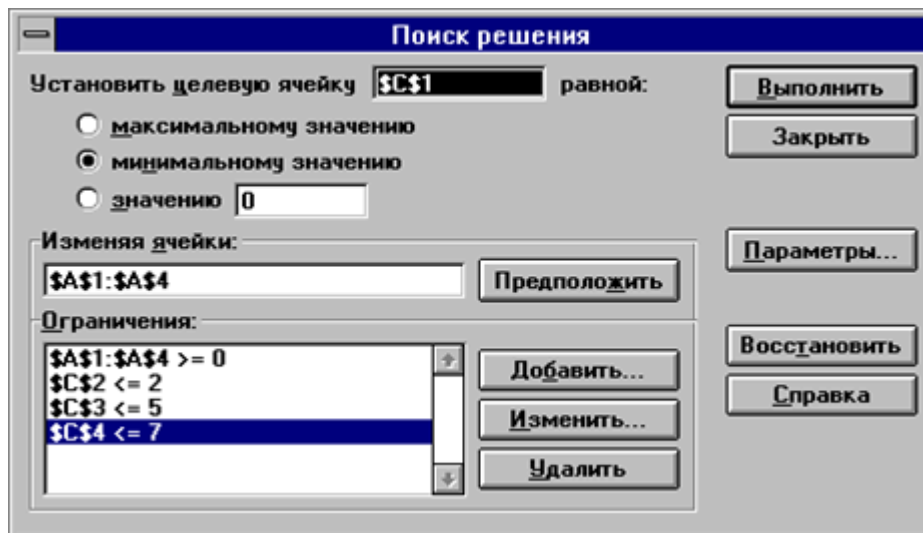 Поиск решения
Установить целевую ячейку $C$1 равной:
максимальному значению
минимальному значению
значению 0
Изменяя ячейки:
$A$1:$A$4
Предположить
Ограничения:
$A$1:$A$4 >= 0
$C$2 <= 2
$C$3 <= 5
$C$4 <= 7
Добавить...
Изменить...
Удалить
Выполнить
Закрыть
Параметры...
Восстановить
Справка